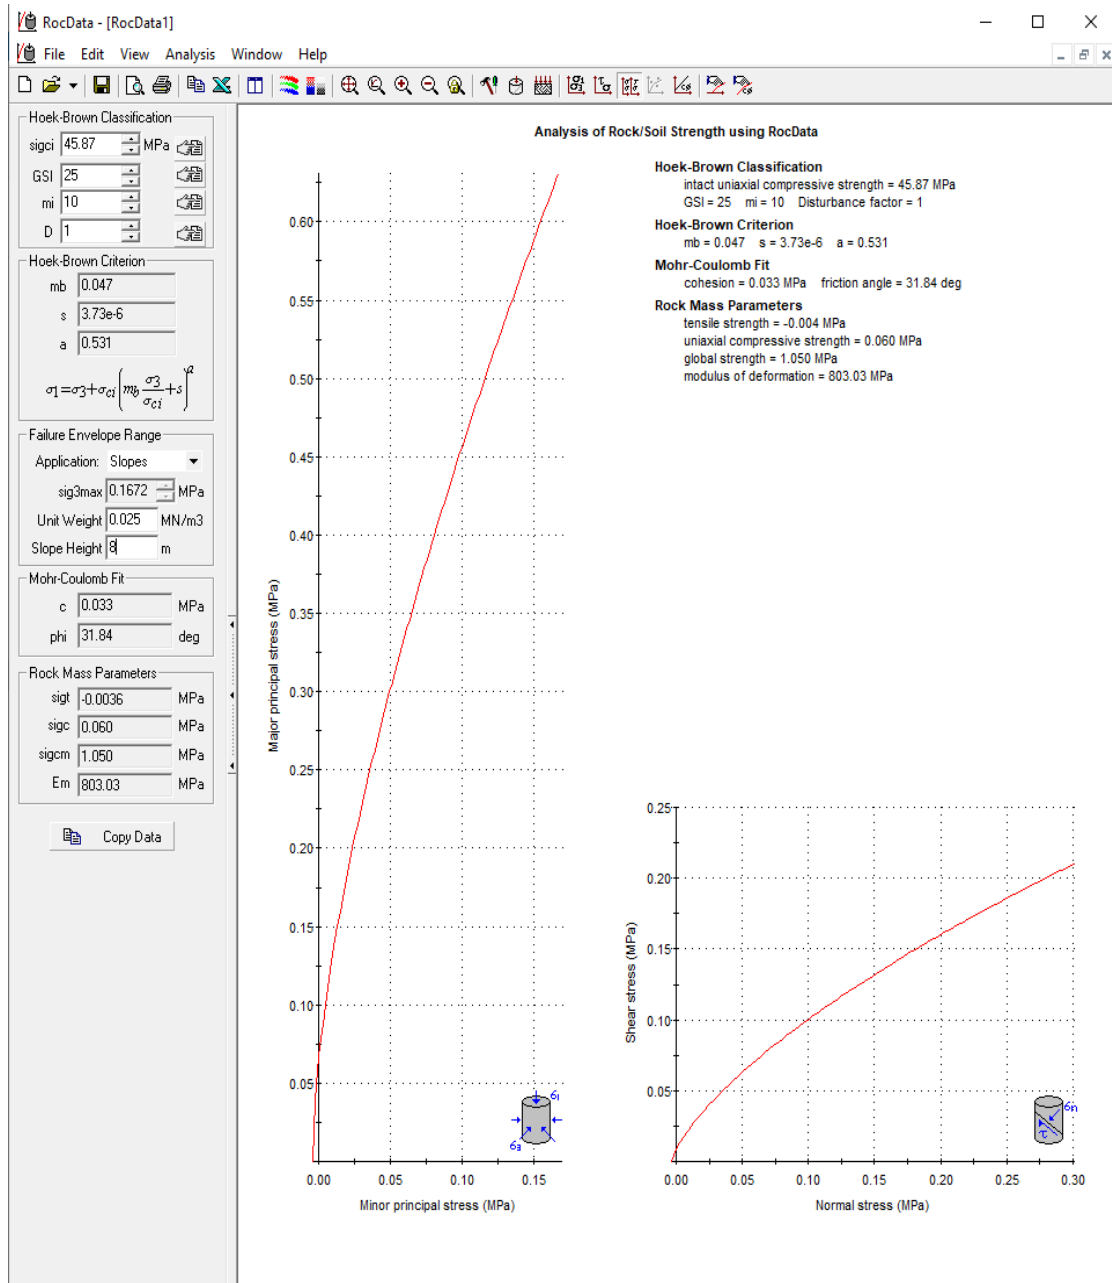 RocData - [RocData1]
File Edit View Analysis Window Help
Hoek-Brown Classification
sigci 45.87 MPa
GSI 25
mi 10
D 1
Hoek-Brown Criterion
mb 0.047
s 3.73e-6
a 0.531
σ1=σ3+σci(mb σ3/σci+s)^a
Failure Envelope Range
Application: Slopes
sig3max 0.1672 MPa
Unit Weight 0.025 MN/m3
Slope Height 8 m
Mohr-Coulomb Fit
c 0.033 MPa
phi 31.84 deg
Rock Mass Parameters
sigt -0.0036 MPa
sigc 0.060 MPa
sigcm 1.050 MPa
Em 803.03 MPa
Copy Data
Analysis of Rock/Soil Strength using RocData
Hoek-Brown Classification
intact uniaxial compressive strength = 45.87 MPa
GSI = 25 mi = 10 Disturbance factor = 1
Hoek-Brown Criterion
mb = 0.047 s = 3.73e-6 a = 0.531
Mohr-Coulomb Fit
cohesion = 0.033 MPa friction angle = 31.84 deg
Rock Mass Parameters
tensile strength = -0.004 MPa
uniaxial compressive strength = 0.060 MPa
global strength = 1.050 MPa
modulus of deformation = 803.03 MPa
Major principal stress (MPa)
0.60
0.55
0.50
0.45
0.40
0.35
0.30
0.25
0.20
0.15
0.10
0.05
0.00 0.05 0.10 0.15
Minor principal stress (MPa)
σ1
σ3
Shear stress (MPa)
0.25
0.20
0.15
0.10
0.05
0.00 0.05 0.10 0.15 0.20 0.25 0.30
Normal stress (MPa)
σn
τ